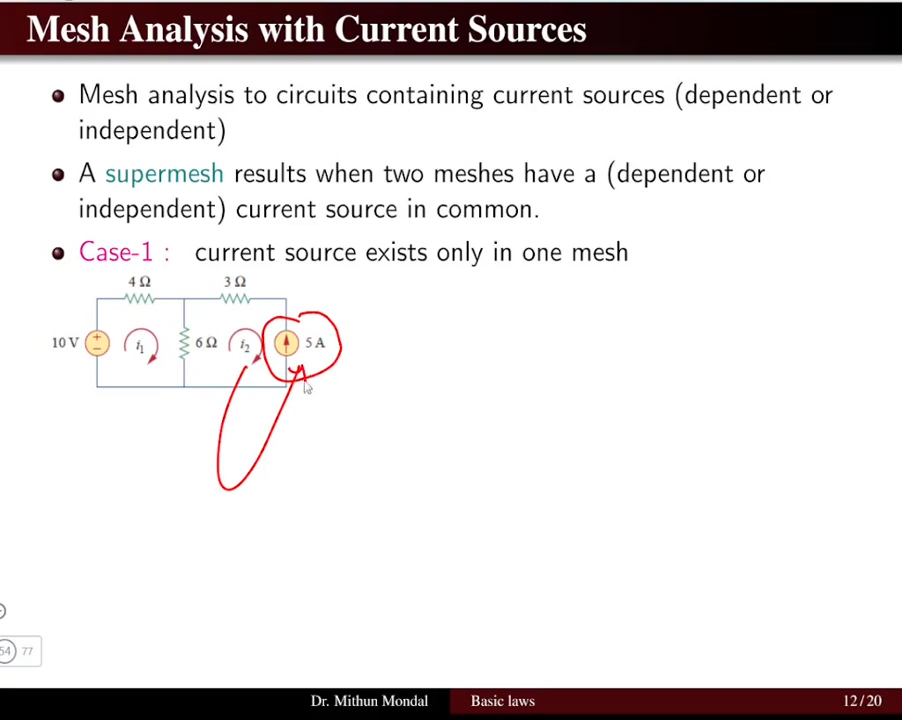 Mesh Analysis with Current Sources
Mesh analysis to circuits containing current sources (dependent or
independent)
A supermesh results when two meshes have a (dependent or
independent) current source in common.
Case-1 : current source exists only in one mesh
4 Ω 3 Ω
10 V + − i1 6 Ω i2 5 A
54 77
Dr. Mithun Mondal Basic laws 12 / 20